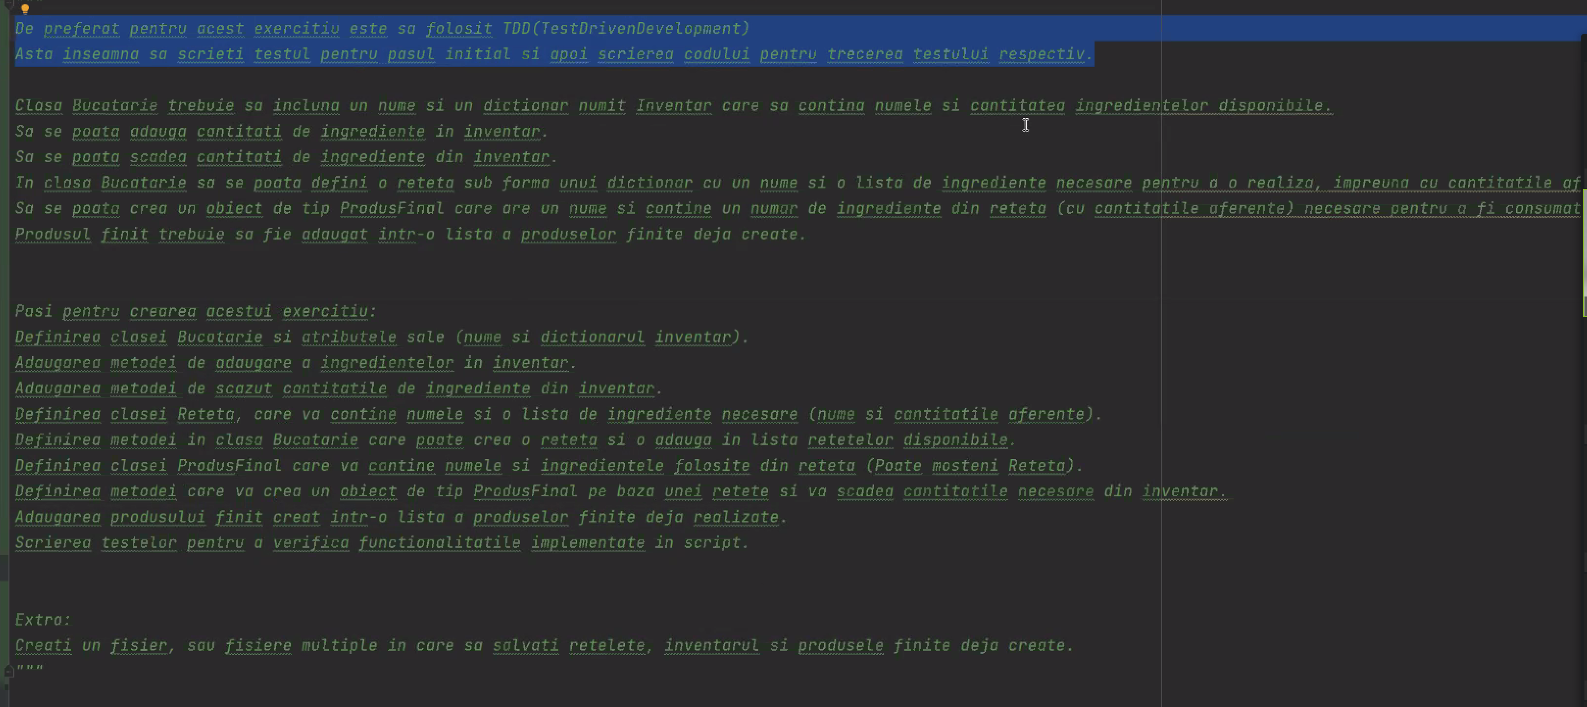 De preferat pentru acest exercitiu este sa folosit TDD(TestDrivenDevelopment)
Asta inseamna sa scrieti testul pentru pasul initial si apoi scrierea codului pentru trecerea testului respectiv.
Clasa Bucatarie trebuie sa incluna un nume si un dictionar numit Inventar care sa contina numele si cantitatea ingredientelor disponibile.
Sa se poata adauga cantitati de ingrediente in inventar.
Sa se poata scadea cantitati de ingrediente din inventar.
In clasa Bucatarie sa se poata defini o reteta sub forma unui dictionar cu un nume si o lista de ingrediente necesare pentru a o realiza, impreuna cu cantitatile af
Sa se poata crea un obiect de tip ProdusFinal care are un nume si contine un numar de ingrediente din reteta (cu cantitatile aferente) necesare pentru a fi consumat
Produsul finit trebuie sa fie adaugat intr-o lista a produselor finite deja create.
Pasi pentru crearea acestui exercitiu:
Definirea clasei Bucatarie si atributele sale (nume si dictionarul inventar).
Adaugarea metodei de adaugare a ingredientelor in inventar.
Adaugarea metodei de scazut cantitatile de ingrediente din inventar.
Definirea clasei Reteta, care va contine numele si o lista de ingrediente necesare (nume si cantitatile aferente).
Definirea metodei in clasa Bucatarie care poate crea o reteta si o adauga in lista retetelor disponibile.
Definirea clasei ProdusFinal care va contine numele si ingredientele folosite din reteta (Poate mosteni Reteta).
Definirea metodei care va crea un obiect de tip ProdusFinal pe baza unei retete si va scadea cantitatile necesare din inventar.
Adaugarea produsului finit creat intr-o lista a produselor finite deja realizate.
Scrierea testelor pentru a verifica functionalitatile implementate in script.
Extra:
Creati un fisier, sau fisiere multiple in care sa salvati retelete, inventarul si produsele finite deja create.
"""